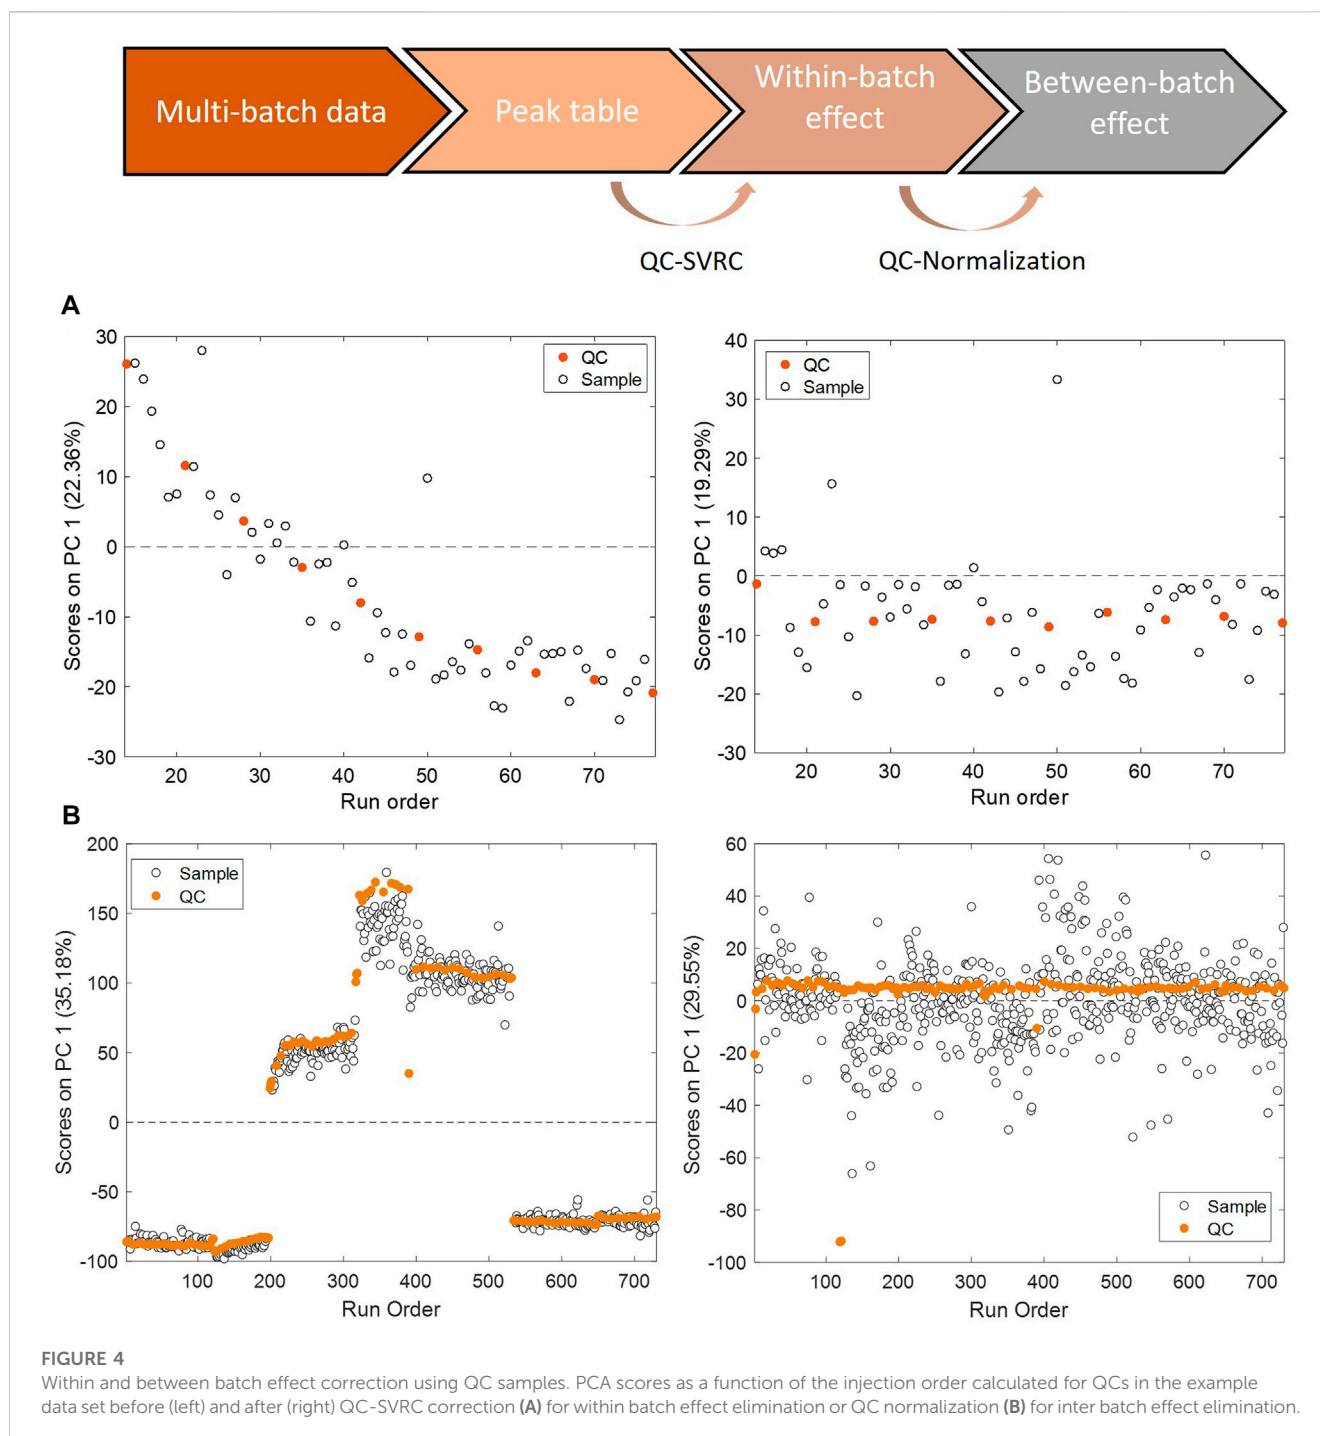 Multi-batch data
Peak table
Within-batch
effect
Between-batch
effect
QC-SVRC
QC-Normalization
A
30
20
10
0
-10
-20
-30
Scores on PC 1 (22.36%)
QC
Sample
20
30
40
50
60
70
Run order
40
30
20
10
0
-10
-20
-30
Scores on PC 1 (19.29%)
QC
Sample
20
30
40
50
60
70
Run order
B
200
150
100
50
0
-50
-100
Scores on PC 1 (35.18%)
Sample
QC
100
200
300
400
500
600
700
Run Order
60
40
20
0
-20
-40
-60
-80
-100
Scores on PC 1 (29.55%)
Sample
QC
100
200
300
400
500
600
700
Run Order
FIGURE 4
Within and between batch effect correction using QC samples. PCA scores as a function of the injection order calculated for QCs in the example
data set before (left) and after (right) QC-SVRC correction (A) for within batch effect elimination or QC normalization (B) for inter batch effect elimination.